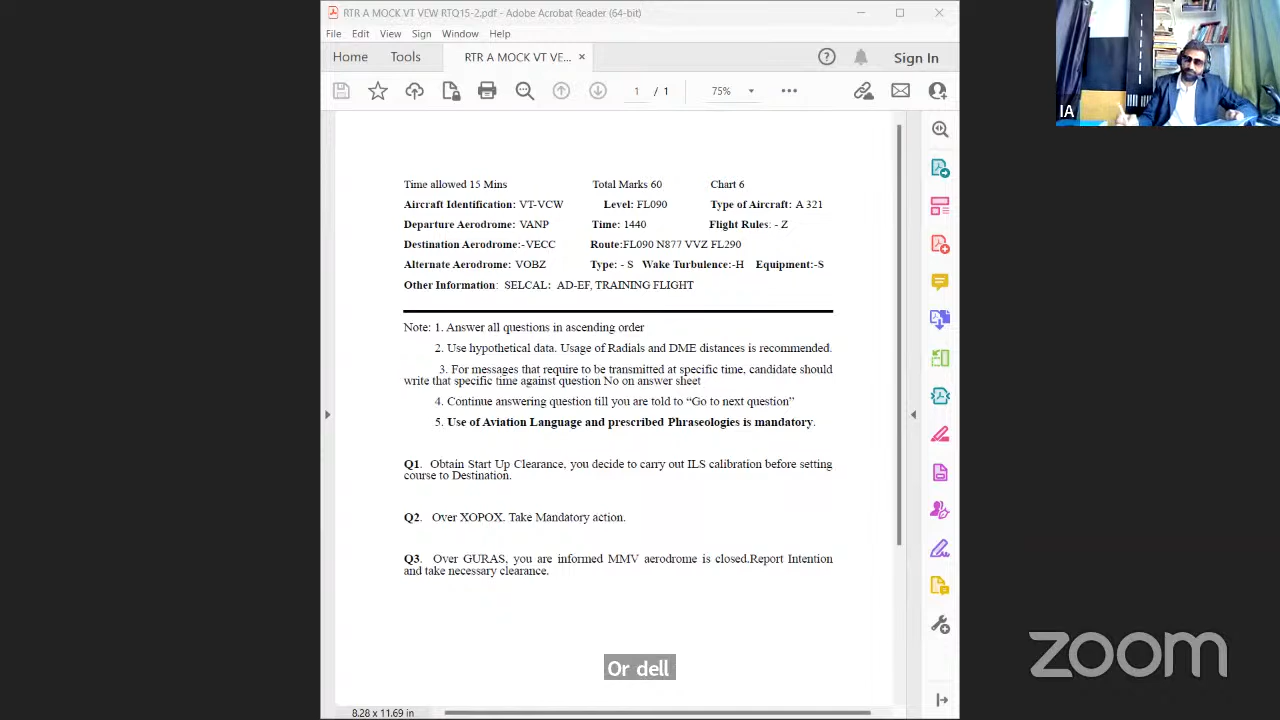 RTR A MOCK VT VEW RTQ15-2.pdf - Adobe Acrobat Reader (64-bit)
File Edit View Sign Window Help
Home Tools RTR A MOCK VT VE... × Sign In
1 / 1 75%
IA
Time allowed 15 Mins Total Marks 60 Chart 6
Aircraft Identification: VT-VCW Level: FL090 Type of Aircraft: A 321
Departure Aerodrome: VANP Time: 1440 Flight Rules: - Z
Destination Aerodrome:-VECC Route:FL090 N877 VVZ FL290
Alternate Aerodrome: VOBZ Type: - S Wake Turbulence:-H Equipment:-S
Other Information: SELCAL: AD-EF, TRAINING FLIGHT
Note: 1. Answer all questions in ascending order
2. Use hypothetical data. Usage of Radials and DME distances is recommended.
3. For messages that require to be transmitted at specific time, candidate should
write that specific time against question No on answer sheet
4. Continue answering question till you are told to “Go to next question”
5. Use of Aviation Language and prescribed Phraseologies is mandatory.
Q1. Obtain Start Up Clearance, you decide to carry out ILS calibration before setting
course to Destination.
Q2. Over XOPOX. Take Mandatory action.
Q3. Over GURAS, you are informed MMV aerodrome is closed.Report Intention
and take necessary clearance.
Or dell
zoom
8.28 x 11.69 in